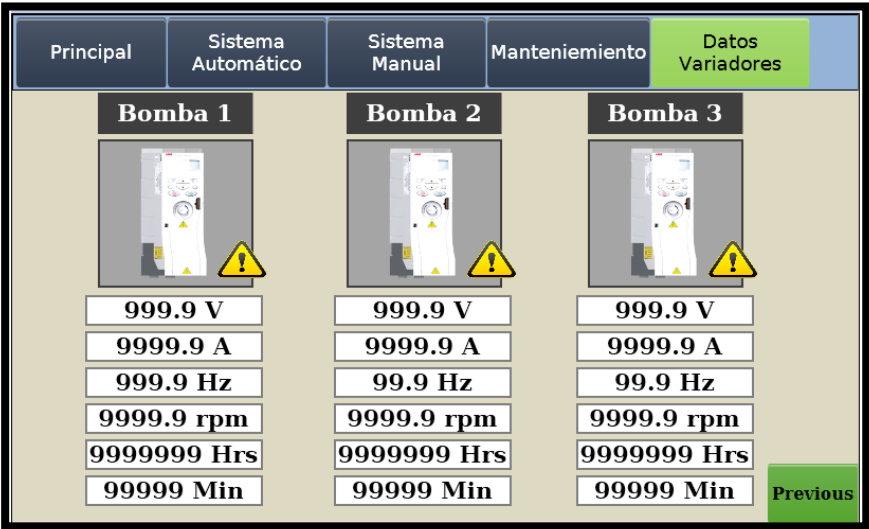 Principal
Sistema
Automático
Sistema
Manual
Manteniemiento
Datos
Variadores
Bomba 1
Bomba 2
Bomba 3
999.9 V
999.9 V
999.9 V
9999.9 A
9999.9 A
9999.9 A
999.9 Hz
99.9 Hz
99.9 Hz
9999.9 rpm
9999.9 rpm
9999.9 rpm
9999999 Hrs
9999999 Hrs
9999999 Hrs
99999 Min
99999 Min
99999 Min
Previous